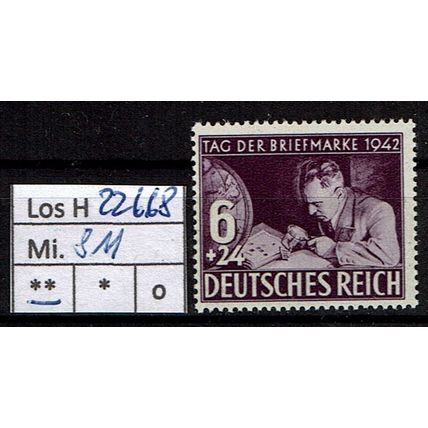 Los H 22668
Mi. 811
** * o
TAG DER BRIEFMARKE 1942
6
+24
DEUTSCHES REICH